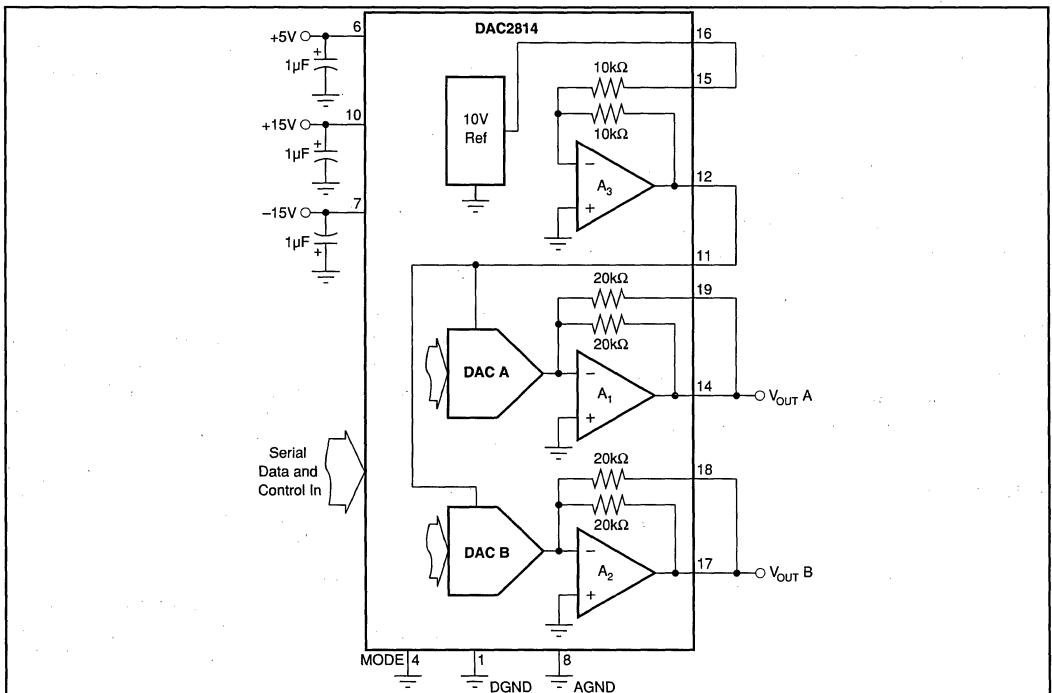 DAC2814
+5V
6
1µF
+15V
10
1µF
–15V
7
1µF
10V
Ref
16
10kΩ
15
10kΩ
–
A3
+
12
11
20kΩ
19
20kΩ
DAC A
–
A1
+
14
VOUT A
Serial
Data and
Control In
20kΩ
18
20kΩ
DAC B
–
A2
+
17
VOUT B
MODE 4
1
DGND
8
AGND